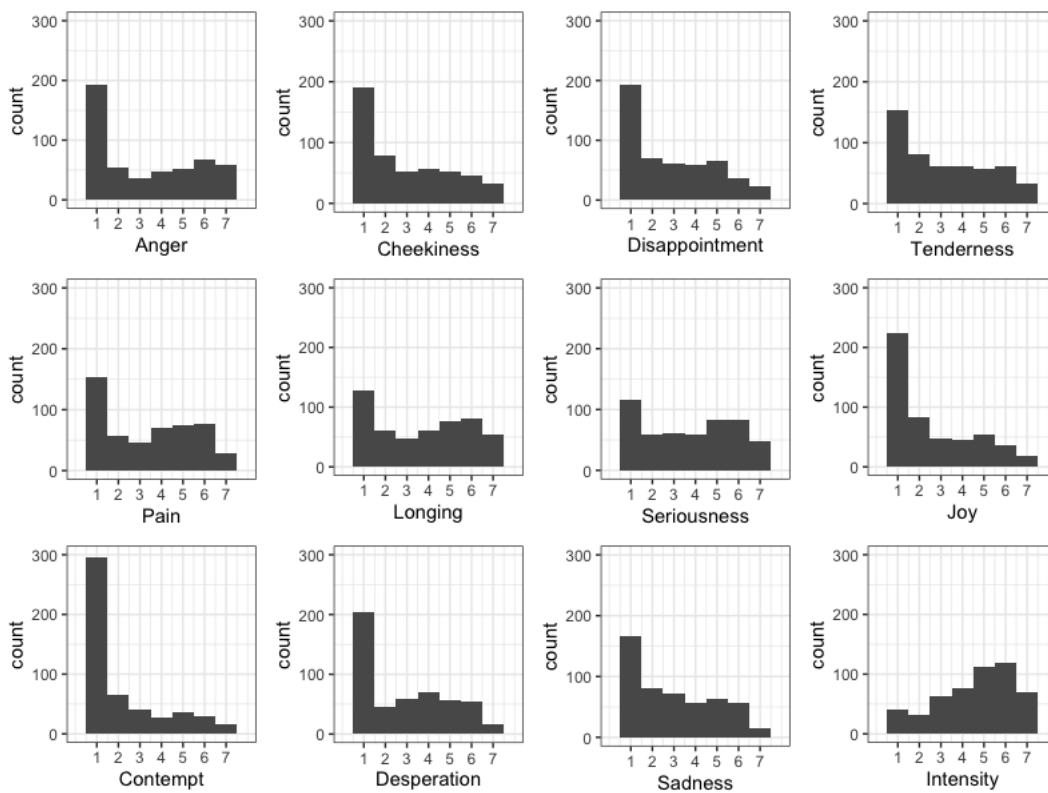 300
200
100
0
count
1 2 3 4 5 6 7
Anger
300
200
100
0
count
1 2 3 4 5 6 7
Cheekiness
300
200
100
0
count
1 2 3 4 5 6 7
Disappointment
300
200
100
0
count
1 2 3 4 5 6 7
Tenderness
300
200
100
0
count
1 2 3 4 5 6 7
Pain
300
200
100
0
count
1 2 3 4 5 6 7
Longing
300
200
100
0
count
1 2 3 4 5 6 7
Seriousness
300
200
100
0
count
1 2 3 4 5 6 7
Joy
300
200
100
0
count
1 2 3 4 5 6 7
Contempt
300
200
100
0
count
1 2 3 4 5 6 7
Desperation
300
200
100
0
count
1 2 3 4 5 6 7
Sadness
300
200
100
0
count
1 2 3 4 5 6 7
Intensity